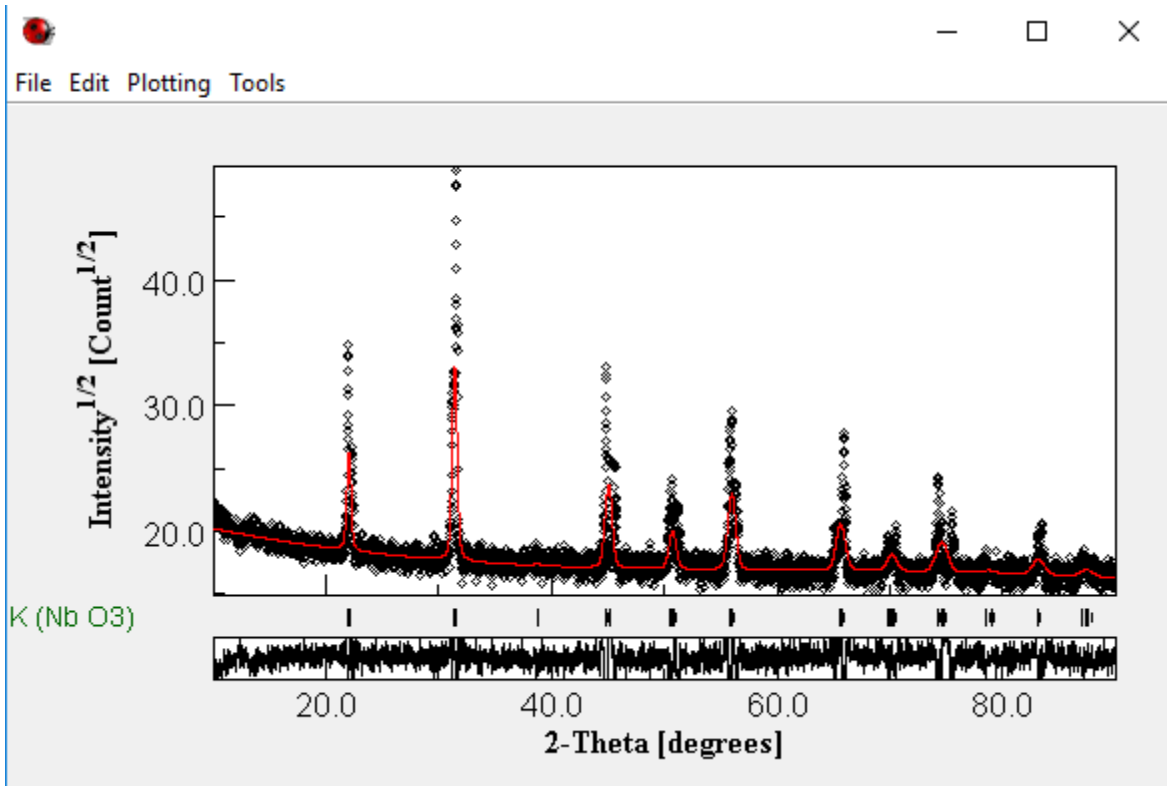 File Edit Plotting Tools
Intensity1/2 [Count1/2]
40.0
30.0
20.0
K (Nb O3)
20.0 40.0 60.0 80.0
2-Theta [degrees]